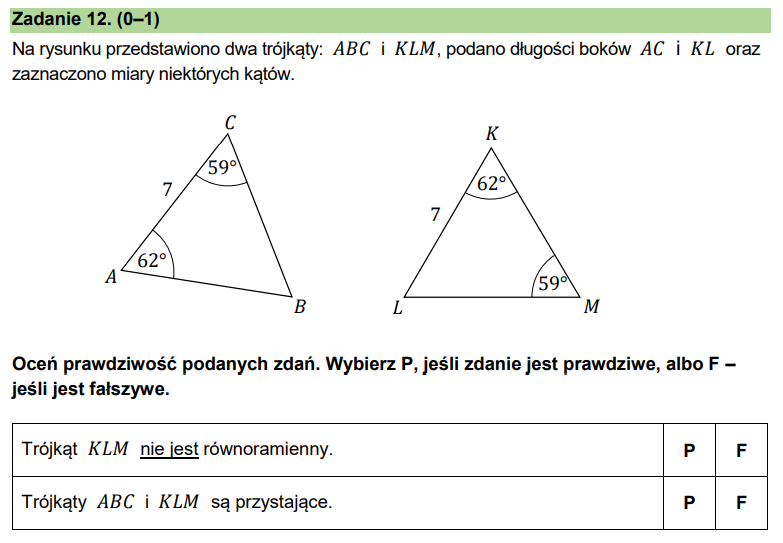 Zadanie 12. (0–1)
Na rysunku przedstawiono dwa trójkąty: ABC i KLM, podano długości boków AC i KL oraz
zaznaczono miary niektórych kątów.
C
59°
7
62°
A
B
K
62°
7
59°
L
M
Oceń prawdziwość podanych zdań. Wybierz P, jeśli zdanie jest prawdziwe, albo F –
jeśli jest fałszywe.
Trójkąt KLM nie jest równoramienny. P F
Trójkąty ABC i KLM są przystające. P F